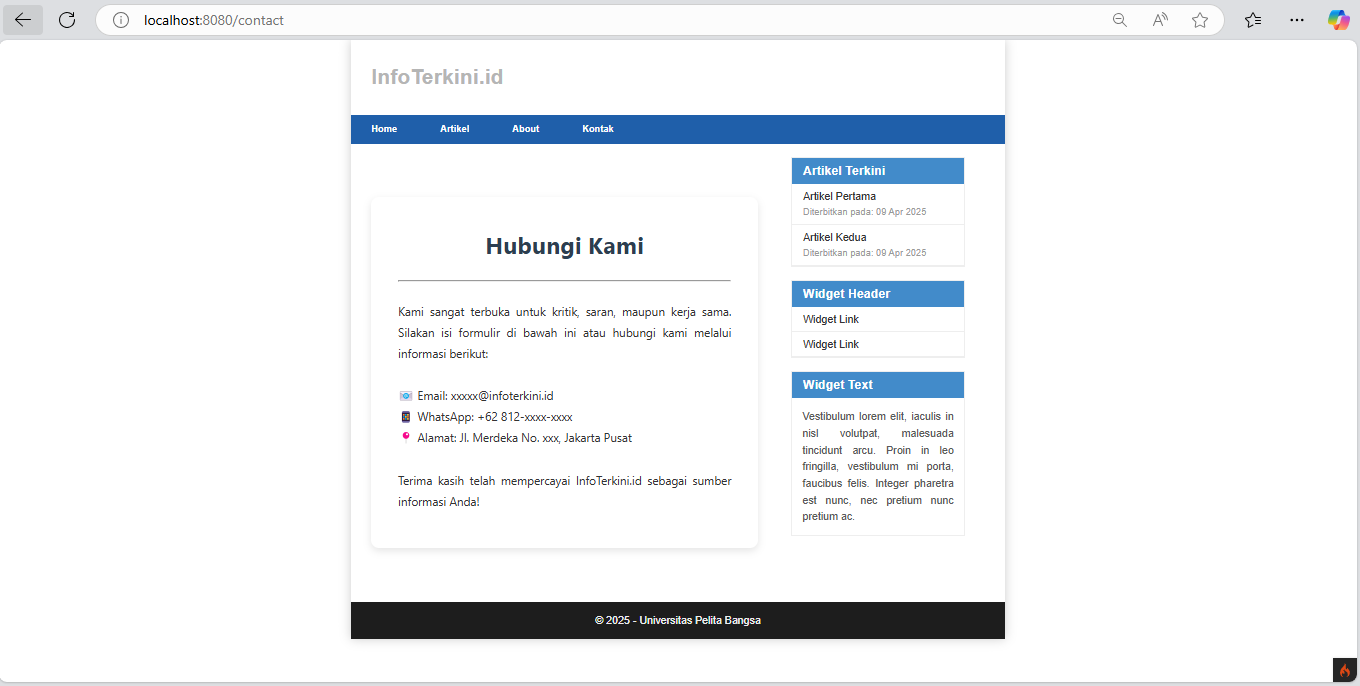 localhost:8080/contact
InfoTerkini.id
Home Artikel About Kontak
Hubungi Kami
Kami sangat terbuka untuk kritik, saran, maupun kerja sama.
Silakan isi formulir di bawah ini atau hubungi kami melalui
informasi berikut:
Email: xxxxx@infoterkini.id
WhatsApp: +62 812-xxxx-xxxx
Alamat: Jl. Merdeka No. xxx, Jakarta Pusat
Terima kasih telah mempercayai InfoTerkini.id sebagai sumber
informasi Anda!
Artikel Terkini
Artikel Pertama
Diterbitkan pada: 09 Apr 2025
Artikel Kedua
Diterbitkan pada: 09 Apr 2025
Widget Header
Widget Link
Widget Link
Widget Text
Vestibulum lorem elit, iaculis in
nisl volutpat, malesuada
tincidunt arcu. Proin in leo
fringilla, vestibulum mi porta,
faucibus felis. Integer pharetra
est nunc, nec pretium nunc
pretium ac.
© 2025 - Universitas Pelita Bangsa